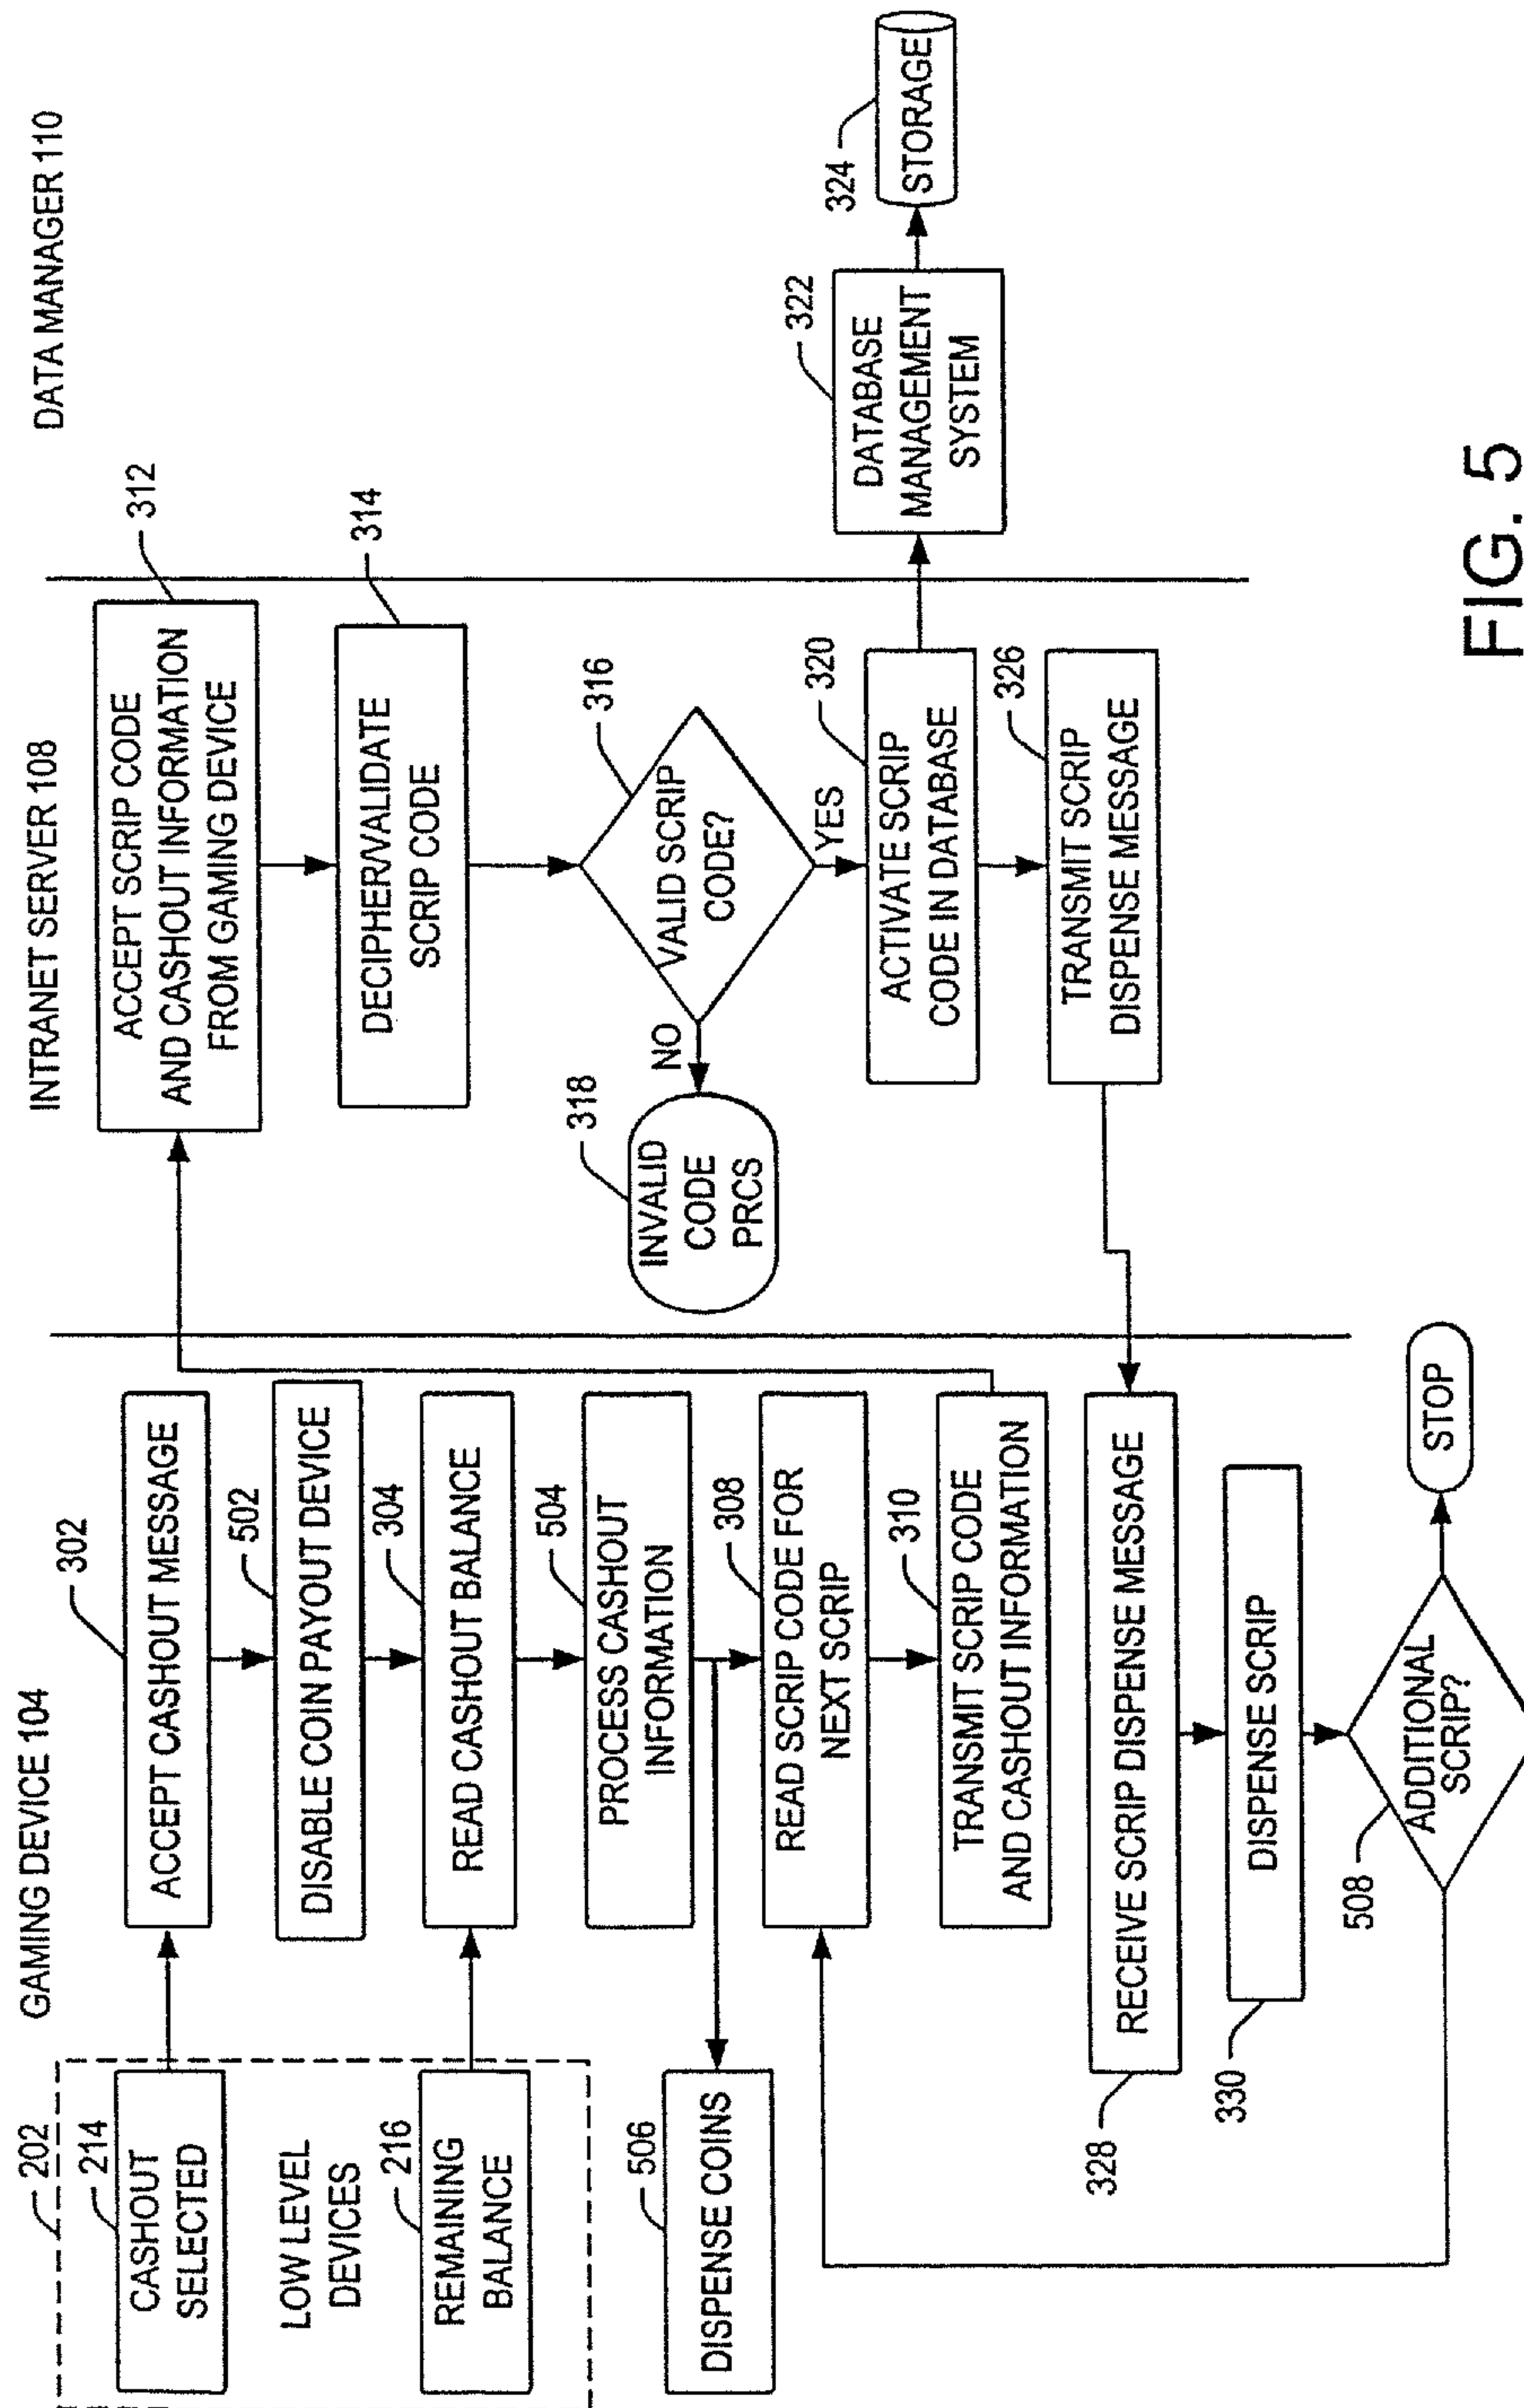 GAMING DEVICE 104
INTRANET SERVER 108
DATA MANAGER 110
202
214
CASHOUT
SELECTED
LOW LEVEL
DEVICES
216
REMAINING
BALANCE
302
ACCEPT CASHOUT MESSAGE
502
DISABLE COIN PAYOUT DEVICE
304
READ CASHOUT BALANCE
504
PROCESS CASHOUT
INFORMATION
506
DISPENSE COINS
308
READ SCRIP CODE FOR
NEXT SCRIP
310
TRANSMIT SCRIP CODE
AND CASHOUT INFORMATION
328
RECEIVE SCRIP DISPENSE MESSAGE
330
DISPENSE SCRIP
508
ADDITIONAL
SCRIP?
STOP
312
ACCEPT SCRIP CODE
AND CASHOUT INFORMATION
FROM GAMING DEVICE
314
DECIPHER/VALIDATE
SCRIP CODE
316
VALID SCRIP
CODE?
NO
YES
318
INVALID
CODE
PRCS
320
ACTIVATE SCRIP
CODE IN DATABASE
326
TRANSMIT SCRIP
DISPENSE MESSAGE
322
DATABASE
MANAGEMENT
SYSTEM
324
STORAGE
FIG. 5